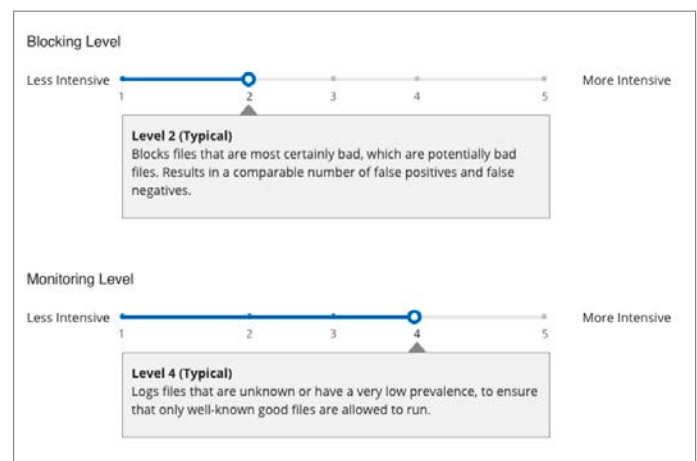 Blocking Level
Less Intensive
More Intensive
1 2 3 4 5
Level 2 (Typical)
Blocks files that are most certainly bad, which are potentially bad
files. Results in a comparable number of false positives and false
negatives.
Monitoring Level
Less Intensive
More Intensive
1 2 3 4 5
Level 4 (Typical)
Logs files that are unknown or have a very low prevalence, to ensure
that only well-known good files are allowed to run.